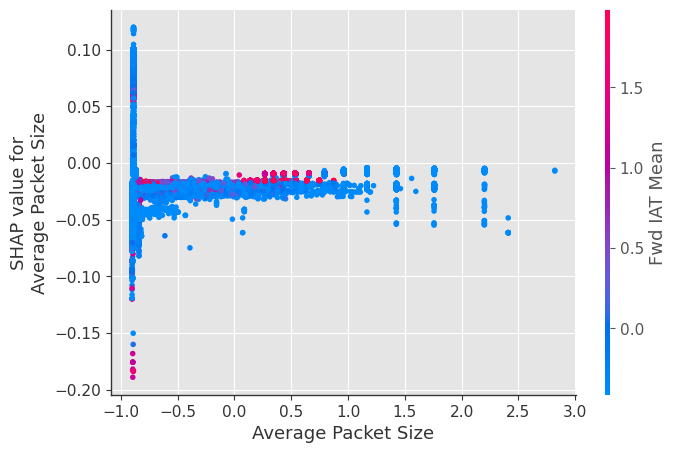 0.10
0.05
0.00
−0.05
−0.10
−0.15
−0.20
SHAP value for
Average Packet Size
−1.0 −0.5 0.0 0.5 1.0 1.5 2.0 2.5 3.0
Average Packet Size
1.5
1.0
0.5
0.0
Fwd IAT Mean